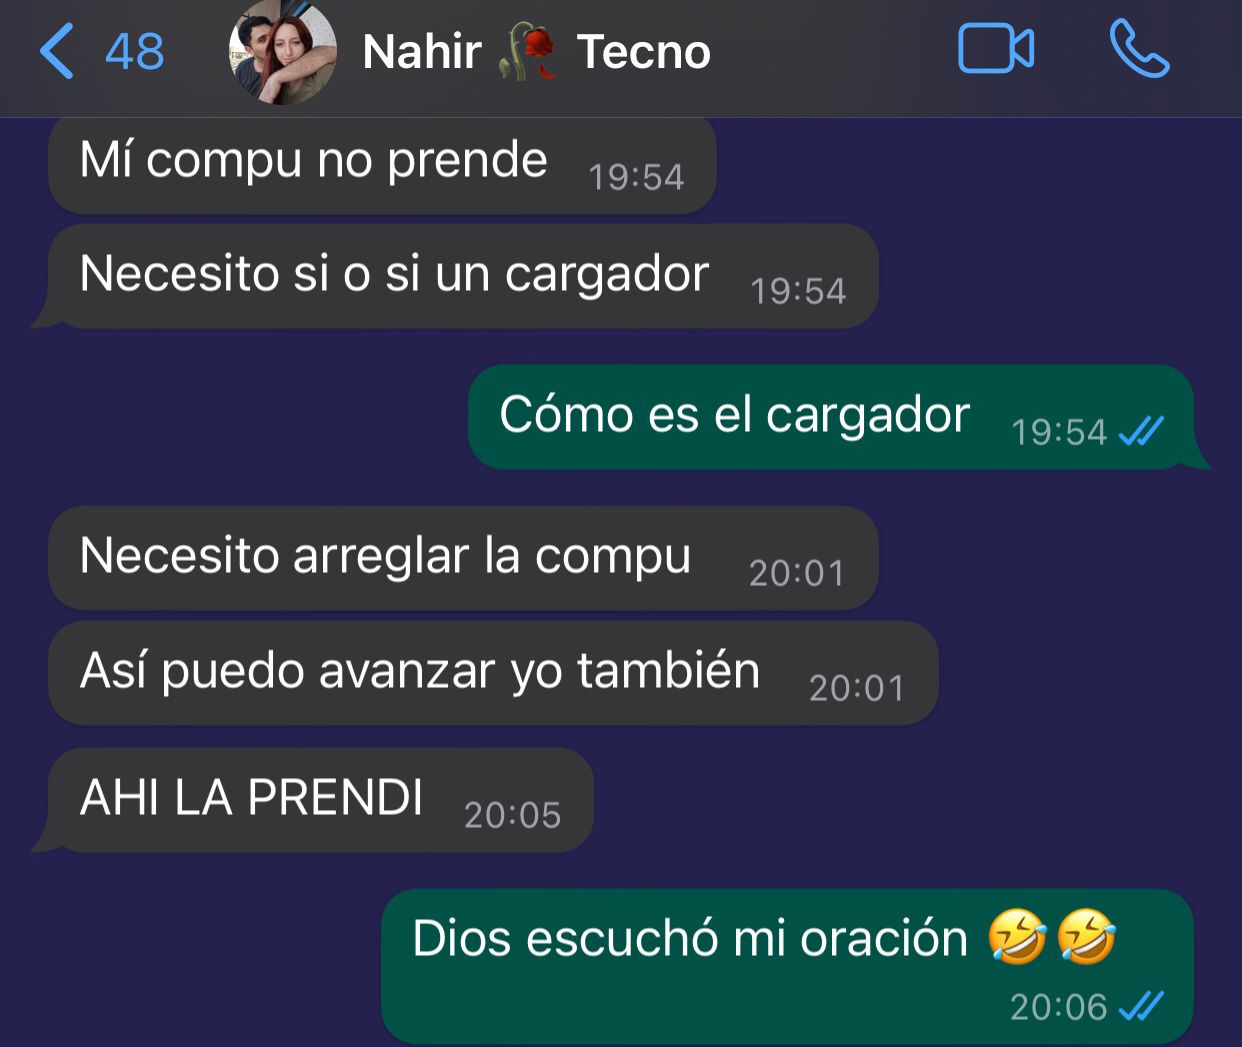 48
Nahir 🥀 Tecno
Mí compu no prende 19:54
Necesito si o si un cargador 19:54
Cómo es el cargador 19:54
Necesito arreglar la compu 20:01
Así puedo avanzar yo también 20:01
AHI LA PRENDI 20:05
Dios escuchó mi oración 🤣🤣
20:06